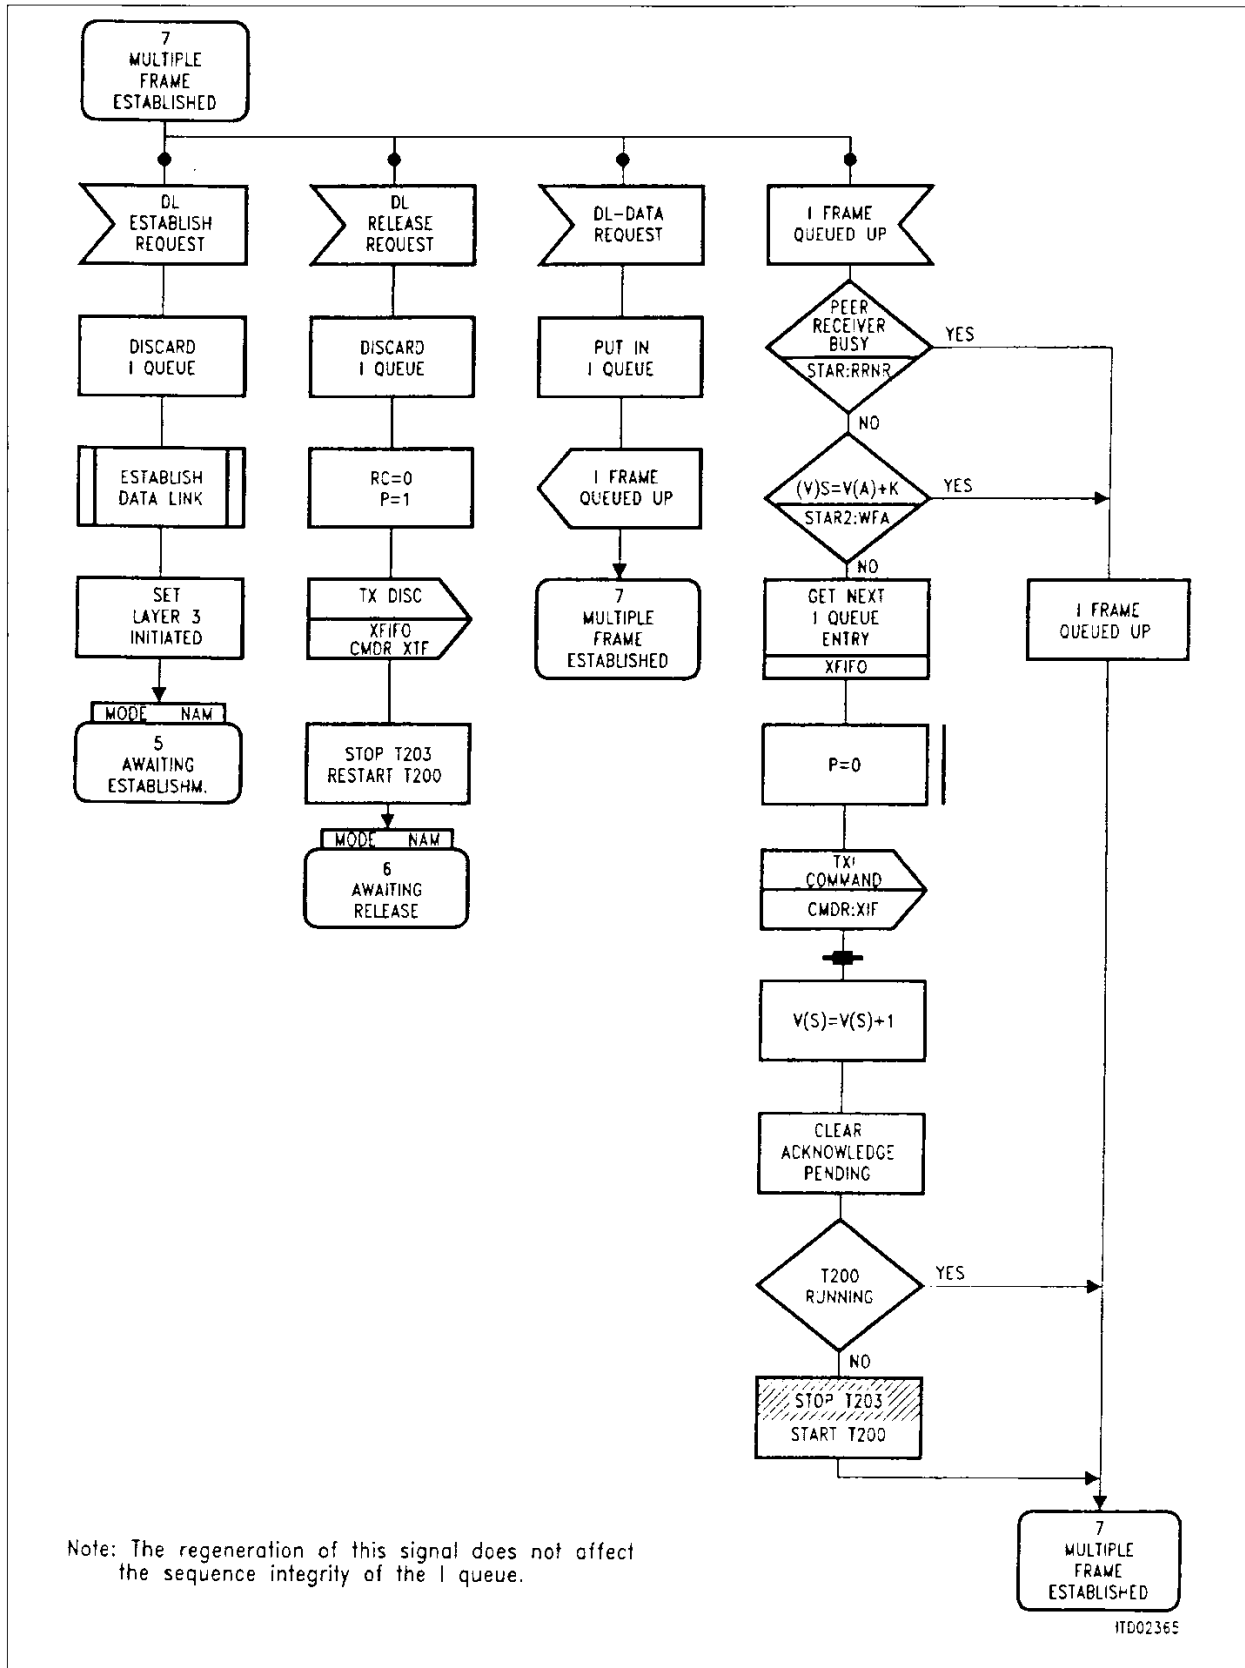 7
MULTIPLE
FRAME
ESTABLISHED
DL
ESTABLISH
REQUEST
DISCARD
I QUEUE
ESTABLISH
DATA LINK
SET
LAYER 3
INITIATED
MODE NAM
5
AWAITING
ESTABLISHM.
DL
RELEASE
REQUEST
DISCARD
I QUEUE
RC=0
P=1
TX DISC
XFIFO
CMDR XTF
STOP T203
RESTART T200
MODE NAM
6
AWAITING
RELEASE
DL-DATA
REQUEST
PUT IN
I QUEUE
I FRAME
QUEUED UP
7
MULTIPLE
FRAME
ESTABLISHED
I FRAME
QUEUED UP
PEER
RECEIVER
BUSY
STAR:RRNR
YES
NO
(V)S=V(A)+K
STAR2:WFA
YES
NO
GET NEXT
I QUEUE
ENTRY
XFIFO
I FRAME
QUEUED UP
P=0
TXI
COMMAND
CMDR:XIF
V(S)=V(S)+1
CLEAR
ACKNOWLEDGE
PENDING
T200
RUNNING
YES
NO
STOP T203
START T200
7
MULTIPLE
FRAME
ESTABLISHED
Note: The regeneration of this signal does not affect
the sequence integrity of the I queue.
ITD02365